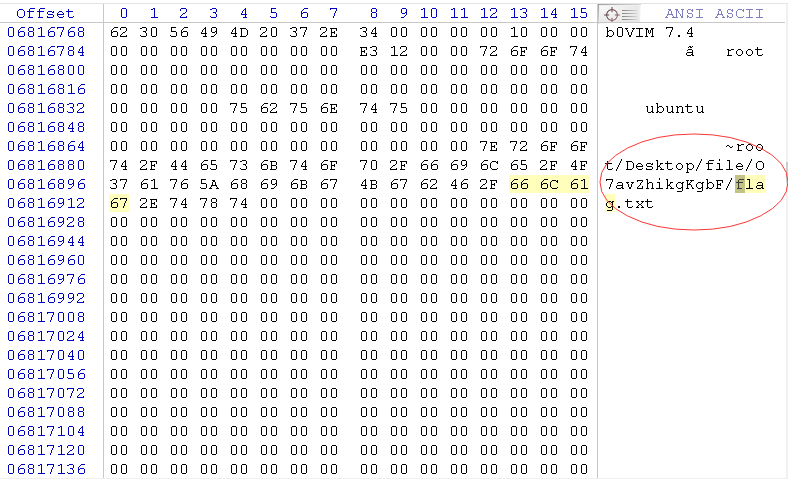 Offset 0 1 2 3 4 5 6 7 8 9 10 11 12 13 14 15 ANSI ASCII
06816768 62 30 56 49 4D 20 37 2E 34 00 00 00 00 10 00 00 b0VIM 7.4
06816784 00 00 00 00 00 00 00 00 E3 12 00 00 72 6F 6F 74 ã root
06816800 00 00 00 00 00 00 00 00 00 00 00 00 00 00 00 00
06816816 00 00 00 00 00 00 00 00 00 00 00 00 00 00 00 00
06816832 00 00 00 00 75 62 75 6E 74 75 00 00 00 00 00 00 ubuntu
06816848 00 00 00 00 00 00 00 00 00 00 00 00 00 00 00 00
06816864 00 00 00 00 00 00 00 00 00 00 00 00 7E 72 6F 6F ~roo
06816880 74 2F 44 65 73 6B 74 6F 70 2F 66 69 6C 65 2F 4F t/Desktop/file/O
06816896 37 61 76 5A 68 69 6B 67 4B 67 62 46 2F 66 6C 61 7avZhikgKgbF/fla
06816912 67 2E 74 78 74 00 00 00 00 00 00 00 00 00 00 00 g.txt
06816928 00 00 00 00 00 00 00 00 00 00 00 00 00 00 00 00
06816944 00 00 00 00 00 00 00 00 00 00 00 00 00 00 00 00
06816960 00 00 00 00 00 00 00 00 00 00 00 00 00 00 00 00
06816976 00 00 00 00 00 00 00 00 00 00 00 00 00 00 00 00
06816992 00 00 00 00 00 00 00 00 00 00 00 00 00 00 00 00
06817008 00 00 00 00 00 00 00 00 00 00 00 00 00 00 00 00
06817024 00 00 00 00 00 00 00 00 00 00 00 00 00 00 00 00
06817040 00 00 00 00 00 00 00 00 00 00 00 00 00 00 00 00
06817056 00 00 00 00 00 00 00 00 00 00 00 00 00 00 00 00
06817072 00 00 00 00 00 00 00 00 00 00 00 00 00 00 00 00
06817088 00 00 00 00 00 00 00 00 00 00 00 00 00 00 00 00
06817104 00 00 00 00 00 00 00 00 00 00 00 00 00 00 00 00
06817120 00 00 00 00 00 00 00 00 00 00 00 00 00 00 00 00
06817136 00 00 00 00 00 00 00 00 00 00 00 00 00 00 00 00